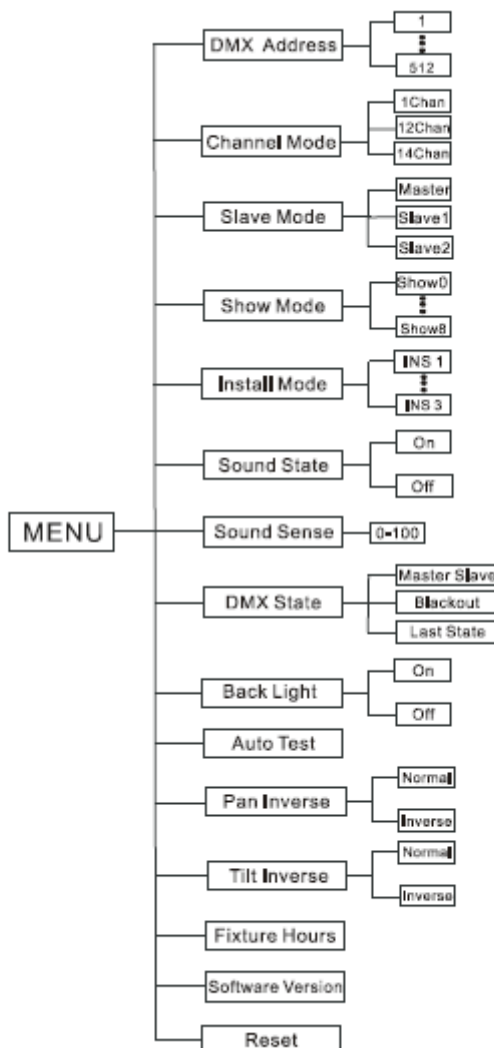 MENU
DMX Address
1
512
Channel Mode
1Chan
12Chan
14Chan
Slave Mode
Master
Slave1
Slave2
Show Mode
Show0
Show8
Install Mode
INS 1
INS 3
Sound State
On
Off
Sound Sense
0-100
DMX State
Master Slave
Blackout
Last State
Back Light
On
Off
Auto Test
Pan Inverse
Normal
Inverse
Tilt Inverse
Normal
Inverse
Fixture Hours
Software Version
Reset